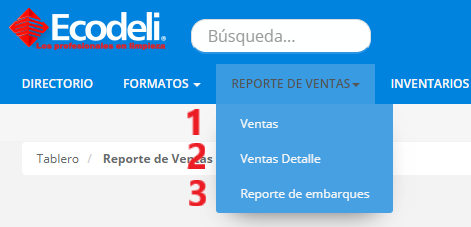 Ecodeli®
Los profesionales en limpieza
Búsqueda...
DIRECTORIO FORMATOS REPORTE DE VENTAS INVENTARIOS
1 Ventas
2 Ventas Detalle
Tablero / Reporte de Ventas
3 Reporte de embarques